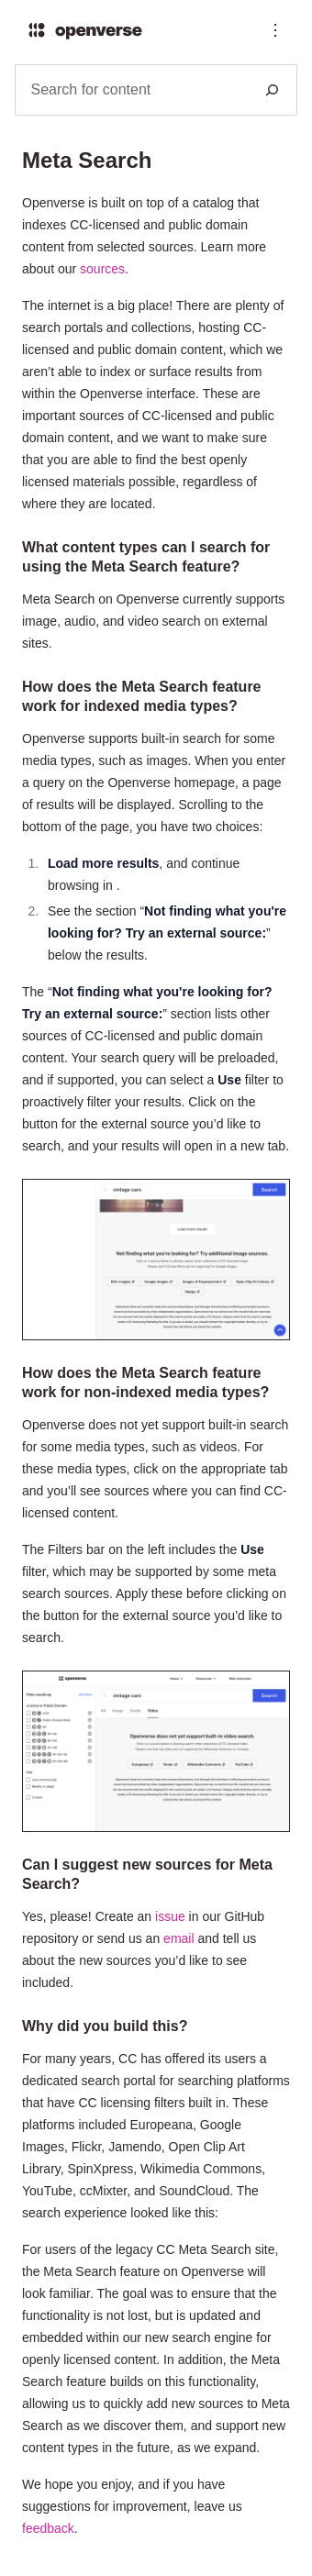 openverse
Search for content
Meta Search
Openverse is built on top of a catalog that
indexes CC-licensed and public domain
content from selected sources. Learn more
about our sources.
The internet is a big place! There are plenty of
search portals and collections, hosting CC-
licensed and public domain content, which we
aren’t able to index or surface results from
within the Openverse interface. These are
important sources of CC-licensed and public
domain content, and we want to make sure
that you are able to find the best openly
licensed materials possible, regardless of
where they are located.
What content types can I search for
using the Meta Search feature?
Meta Search on Openverse currently supports
image, audio, and video search on external
sites.
How does the Meta Search feature
work for indexed media types?
Openverse supports built-in search for some
media types, such as images. When you enter
a query on the Openverse homepage, a page
of results will be displayed. Scrolling to the
bottom of the page, you have two choices:
1. Load more results, and continue
browsing in .
2. See the section “Not finding what you're
looking for? Try an external source:”
below the results.
The “Not finding what you're looking for?
Try an external source:” section lists other
sources of CC-licensed and public domain
content. Your search query will be preloaded,
and if supported, you can select a Use filter to
proactively filter your results. Click on the
button for the external source you’d like to
search, and your results will open in a new tab.
vintage cars
Search
Load more results
Not finding what you're looking for? Try additional image sources.
How does the Meta Search feature
work for non-indexed media types?
Openverse does not yet support built-in search
for some media types, such as videos. For
these media types, click on the appropriate tab
and you’ll see sources where you can find CC-
licensed content.
The Filters bar on the left includes the Use
filter, which may be supported by some meta
search sources. Apply these before clicking on
the button for the external source you’d like to
search.
openverse
vintage cars
Search
All Image Audio Video
Openverse does not yet support built-in video search.
Can I suggest new sources for Meta
Search?
Yes, please! Create an issue in our GitHub
repository or send us an email and tell us
about the new sources you’d like to see
included.
Why did you build this?
For many years, CC has offered its users a
dedicated search portal for searching platforms
that have CC licensing filters built in. These
platforms included Europeana, Google
Images, Flickr, Jamendo, Open Clip Art
Library, SpinXpress, Wikimedia Commons,
YouTube, ccMixter, and SoundCloud. The
search experience looked like this:
For users of the legacy CC Meta Search site,
the Meta Search feature on Openverse will
look familiar. The goal was to ensure that the
functionality is not lost, but is updated and
embedded within our new search engine for
openly licensed content. In addition, the Meta
Search feature builds on this functionality,
allowing us to quickly add new sources to Meta
Search as we discover them, and support new
content types in the future, as we expand.
We hope you enjoy, and if you have
suggestions for improvement, leave us
feedback.